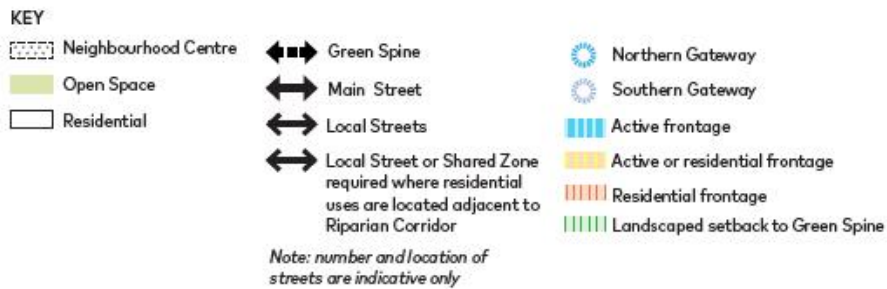 KEY
Neighbourhood Centre
Open Space
Residential
Green Spine
Main Street
Local Streets
Local Street or Shared Zone
required where residential
uses are located adjacent to
Riparian Corridor
Note: number and location of
streets are indicative only
Northern Gateway
Southern Gateway
Active frontage
Active or residential frontage
Residential frontage
Landscaped setback to Green Spine